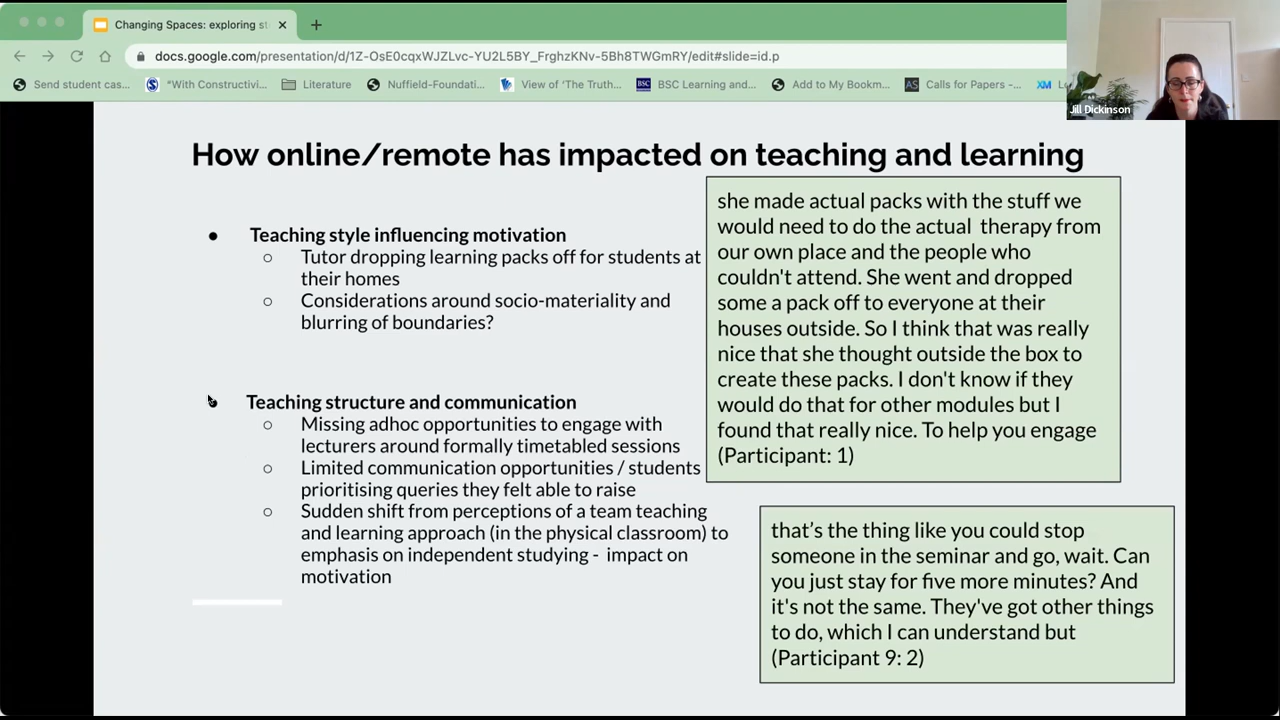 Changing Spaces: exploring st
docs.google.com/presentation/d/1Z-OsE0cqxWJZLvc-YU2L5BY_FrghzKNv-5Bh8TWGmRY/edit#slide=id.p
Send student cas...
"With Constructivi...
Literature
Nuffield-Foundati...
View of 'The Truth...
BSC Learning and...
Add to My Bookm...
Calls for Papers -...
Jill Dickinson
How online/remote has impacted on teaching and learning
● Teaching style influencing motivation
○ Tutor dropping learning packs off for students at
their homes
○ Considerations around socio-materiality and
blurring of boundaries?
Teaching structure and communication
○ Missing adhoc opportunities to engage with
lecturers around formally timetabled sessions
○ Limited communication opportunities / students
prioritising queries they felt able to raise
○ Sudden shift from perceptions of a team teaching
and learning approach (in the physical classroom) to
emphasis on independent studying - impact on
motivation
she made actual packs with the stuff we
would need to do the actual therapy from
our own place and the people who
couldn't attend. She went and dropped
some a pack off to everyone at their
houses outside. So I think that was really
nice that she thought outside the box to
create these packs. I don't know if they
would do that for other modules but I
found that really nice. To help you engage
(Participant: 1)
that's the thing like you could stop
someone in the seminar and go, wait. Can
you just stay for five more minutes? And
it's not the same. They've got other things
to do, which I can understand but
(Participant 9: 2)